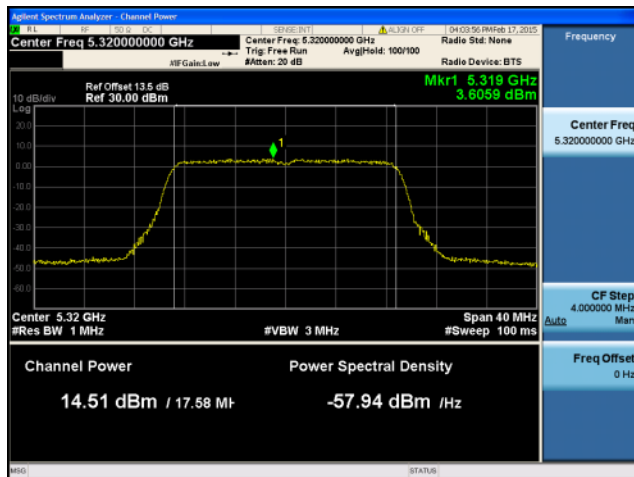 Agilent Spectrum Analyzer - Channel Power
RL RF 50 Ω DC SENSE:INT ALIGN OFF 04:03:56 PM Feb 17, 2015
Center Freq 5.320000000 GHz
Center Freq: 5.320000000 GHz
Radio Std: None
Trig: Free Run Avg|Hold: 100/100
#IFGain:Low #Atten: 20 dB Radio Device: BTS
Frequency
Mkr1 5.319 GHz
3.6059 dBm
Ref Offset 13.5 dB
10 dB/div Ref 30.00 dBm
Log
20.0
10.0
0.00
-10.0
-20.0
-30.0
-40.0
-50.0
-60.0
1
Center 5.32 GHz Span 40 MHz
#Res BW 1 MHz #VBW 3 MHz #Sweep 100 ms
Channel Power Power Spectral Density
14.51 dBm / 17.58 MH -57.94 dBm /Hz
Center Freq
5.320000000 GHz
CF Step
4.000000 MHz
Auto Man
Freq Offset
0 Hz
MSG STATUS